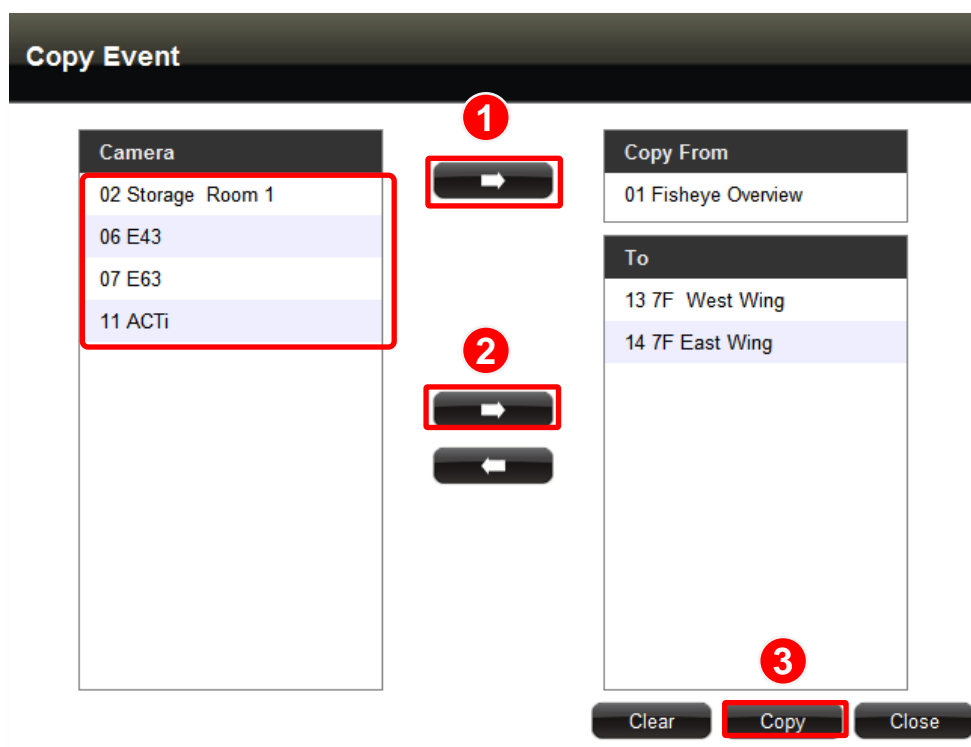 Copy Event
1
Camera
02 Storage  Room 1
06 E43
07 E63
11 ACTi
2
Copy From
01 Fisheye Overview
To
13 7F  West Wing
14 7F East Wing
3
Clear
Copy
Close